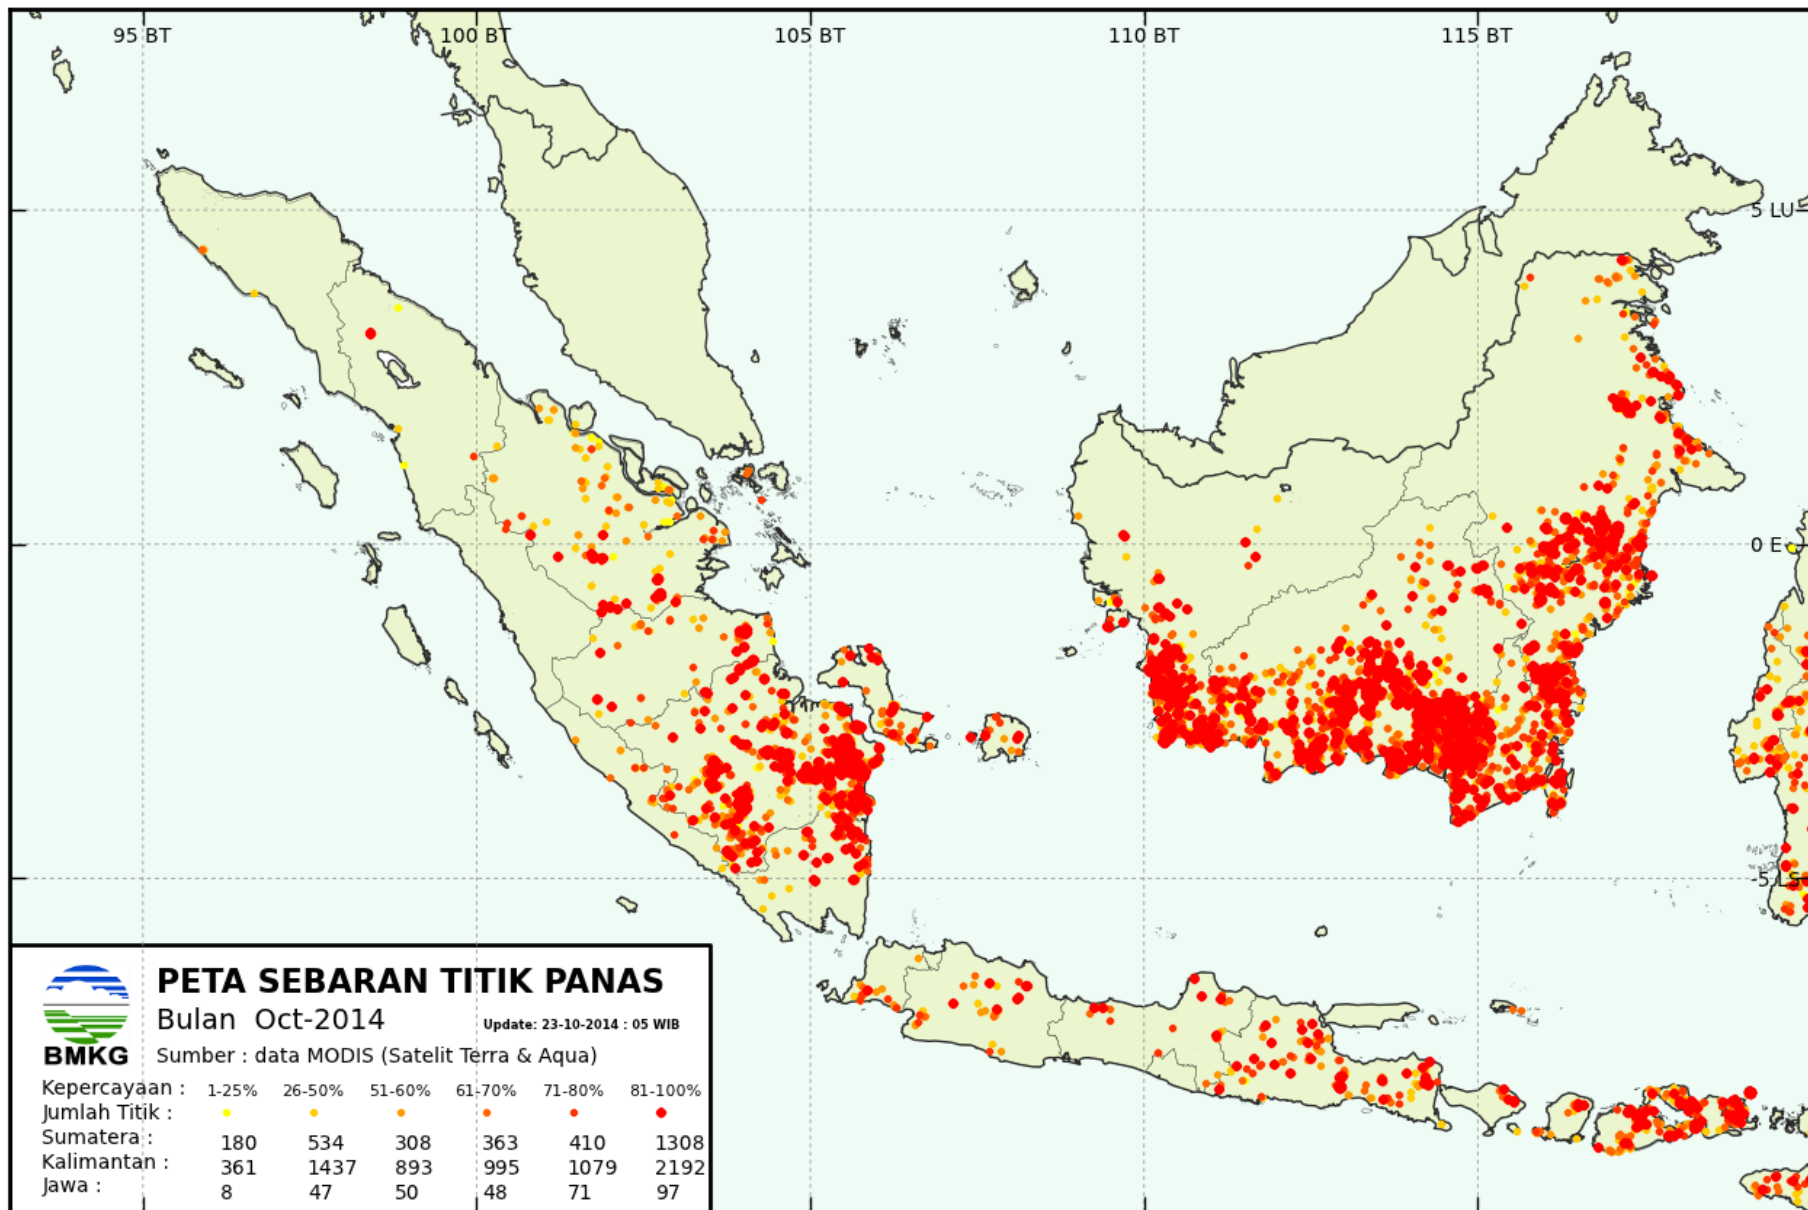 95 BT 100 BT 105 BT 110 BT 115 BT
5 LU
0 E
-5 LS
PETA SEBARAN TITIK PANAS
Bulan Oct-2014 Update: 23-10-2014 : 05 WIB
BMKG Sumber : data MODIS (Satelit Terra & Aqua)
Kepercayaan : 1-25% 26-50% 51-60% 61-70% 71-80% 81-100%
Jumlah Titik :
Sumatera : 180 534 308 363 410 1308
Kalimantan : 361 1437 893 995 1079 2192
Jawa : 8 47 50 48 71 97